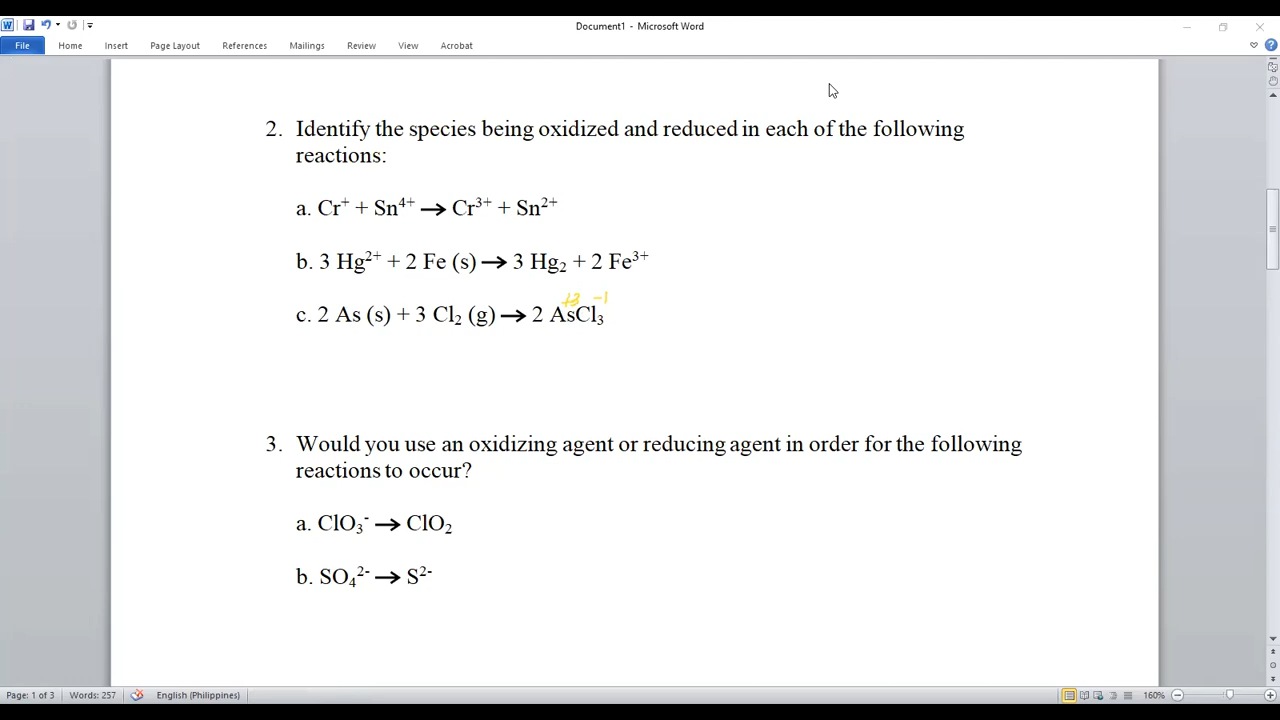 Document1 - Microsoft Word
File Home Insert Page Layout References Mailings Review View Acrobat
2. Identify the species being oxidized and reduced in each of the following
reactions:
a. Cr⁺ + Sn⁴⁺ → Cr³⁺ + Sn²⁺
b. 3 Hg²⁺ + 2 Fe (s) → 3 Hg₂ + 2 Fe³⁺
+3 -1
c. 2 As (s) + 3 Cl₂ (g) → 2 AsCl₃
3. Would you use an oxidizing agent or reducing agent in order for the following
reactions to occur?
a. ClO₃⁻ → ClO₂
b. SO₄²⁻ → S²⁻
Page: 1 of 3 Words: 257 English (Philippines) 160%